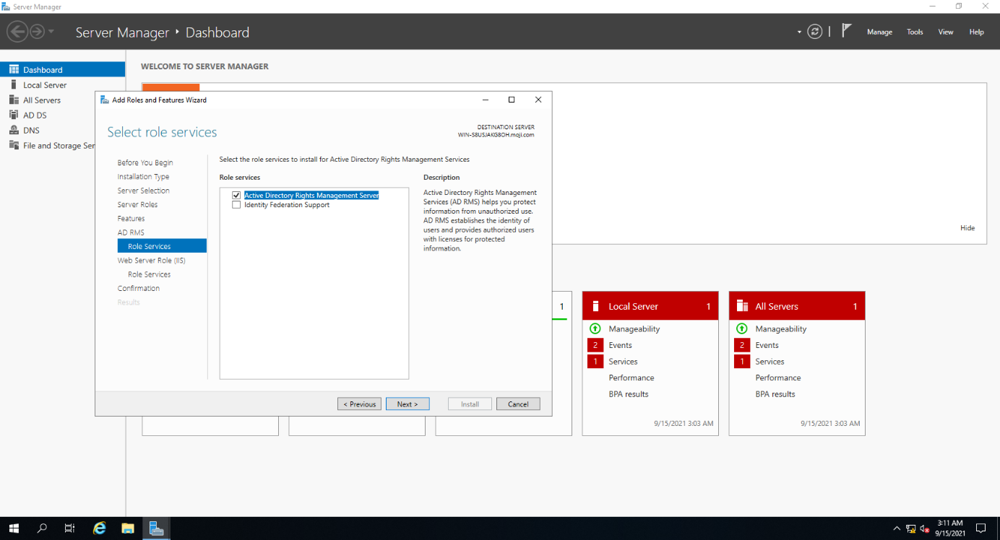 Server Manager
Server Manager ‣ Dashboard
Manage Tools View Help
Dashboard
Local Server
All Servers
AD DS
DNS
File and Storage Ser
WELCOME TO SERVER MANAGER
Hide
Add Roles and Features Wizard
Select role services
DESTINATION SERVER
WIN-S8USJAKG8OH.moji.com
Before You Begin
Installation Type
Server Selection
Server Roles
Features
AD RMS
Role Services
Web Server Role (IIS)
Role Services
Confirmation
Results
Select the role services to install for Active Directory Rights Management Services
Role services
Active Directory Rights Management Server
Identity Federation Support
Description
Active Directory Rights Management
Services (AD RMS) helps you protect
information from unauthorized use.
AD RMS establishes the identity of
users and provides authorized users
with licenses for protected
information.
< Previous Next > Install Cancel
1
Local Server 1
Manageability
2 Events
1 Services
Performance
BPA results
9/15/2021 3:03 AM
All Servers 1
Manageability
2 Events
1 Services
Performance
BPA results
9/15/2021 3:03 AM
3:11 AM
9/15/2021